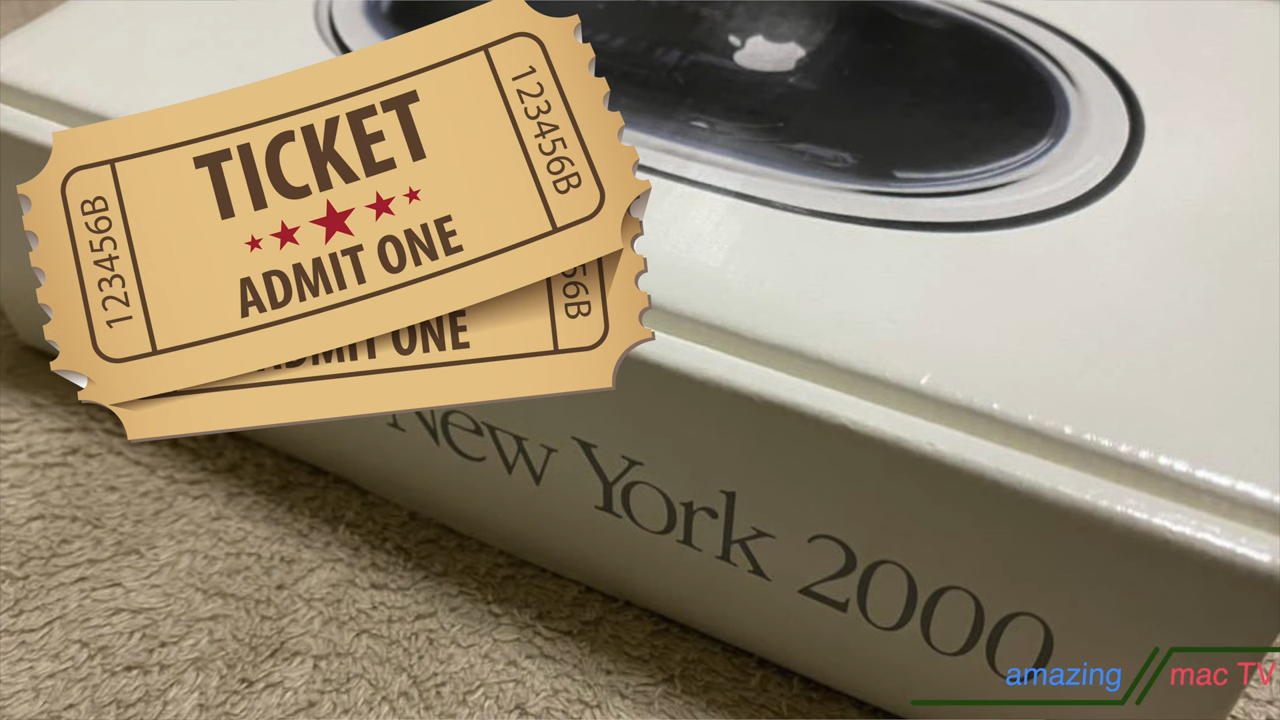 TICKET
ADMIT ONE
123456B
123456B
56B
ADMIT ONE
New York 2000
amazing // mac TV